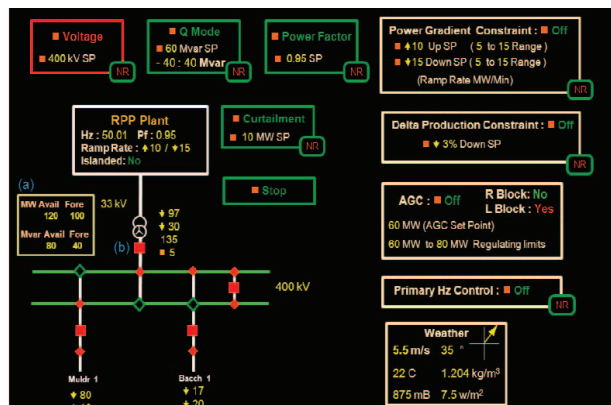 Voltage
400 kV SP
NR
Q Mode
60 Mvar SP
- 40 : 40 Mvar
NR
Power Factor
0.95 SP
NR
Power Gradient Constraint : Off
10 Up SP ( 5 to 15 Range )
15 Down SP ( 5 to 15 Range )
(Ramp Rate MW/Min)
NR
RPP Plant
Hz : 50.01 Pf : 0.95
Ramp Rate : 10 / 15
Islanded: No
Curtailment
10 MW SP
NR
Delta Production Constraint : Off
3% Down SP
NR
Stop
(a)
MW Avail Fore
120 100
Mvar Avail Fore
80 40
33 kV
(b)
97
30
135
5
AGC : Off
R Block: No
L Block : Yes
60 MW (AGC Set Point)
60 MW to 80 MW Regulating limits
400 kV
Primary Hz Control : Off
NR
Weather
5.5 m/s 35 °
22 C 1.204 kg/m³
875 mB 7.5 w/m²
Muldr 1
80
Bacch 1
17
20